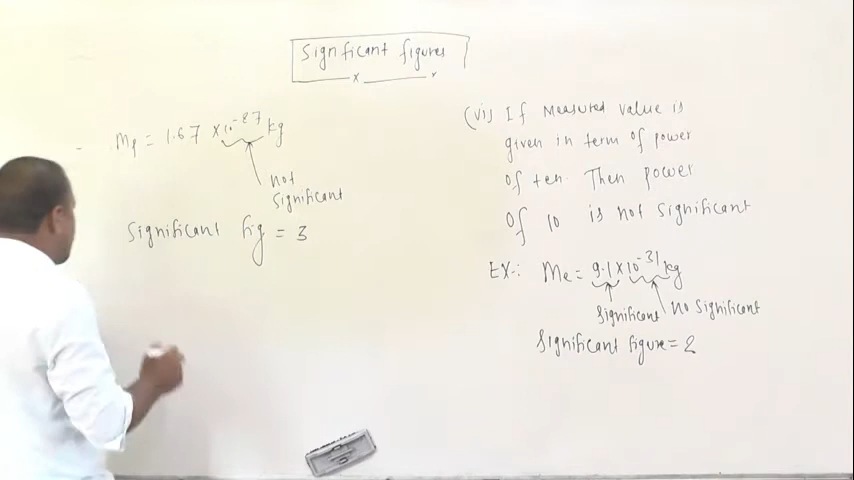 Signficant figures
Mp = 1.67 × 10⁻²⁷ kg
Not
Significant
Significant fig = 3
(vi) If Measured value is
given in term of power
of ten. Then power
of 10 is not significant
EX:- Me = 9.1 × 10⁻³¹ kg
Significant No Significant
Significant figure = 2